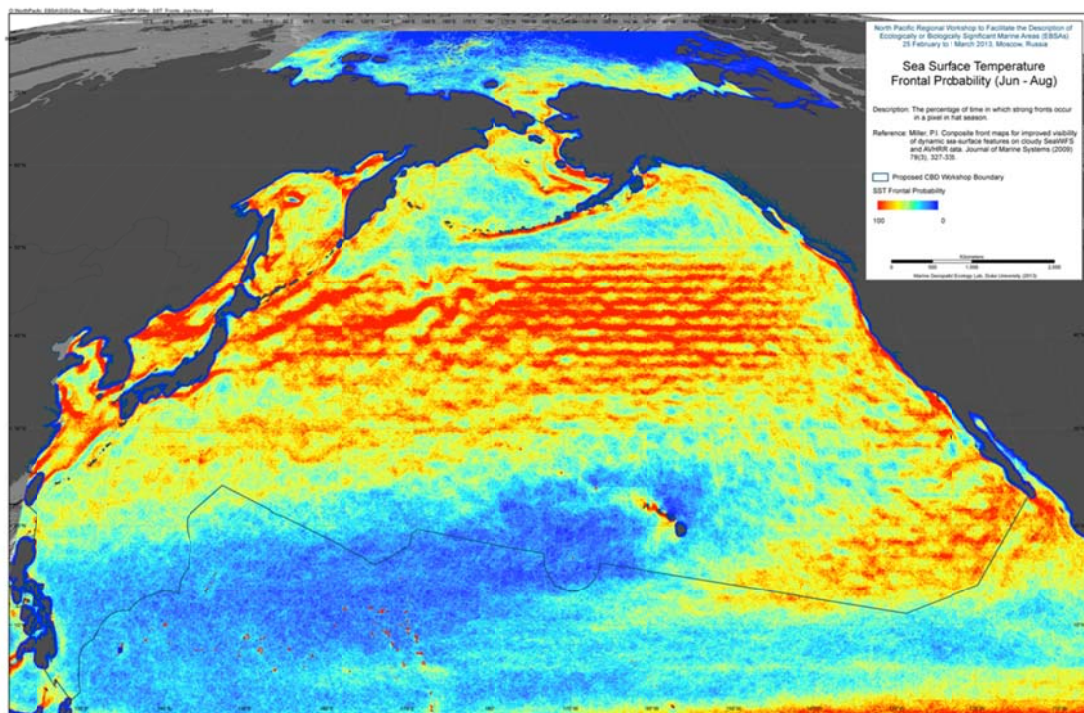 North Pacific Regional Workshop to Facilitate the Description of
Ecologically or Biologically Significant Marine Areas (EBSAs)
25 February to 1 March 2013, Moscow, Russia
Sea Surface Temperature
Frontal Probability (Jun - Aug)
Description: The percentage of time in which strong fronts occur
in a pixel in hat season.
Reference: Miller, P.I. Composite front maps for improved visibility
of dynamic sea-surface features on cloudy SeaWiFS
and AVHRR data. Journal of Marine Systems (2009)
78(3), 327-336
Proposed CBD Workshop Boundary
SST Frontal Probability
100 0
Kilometers
0 500 1,000 2,000
Marine Geospatial Ecology Lab, Duke University (2013)